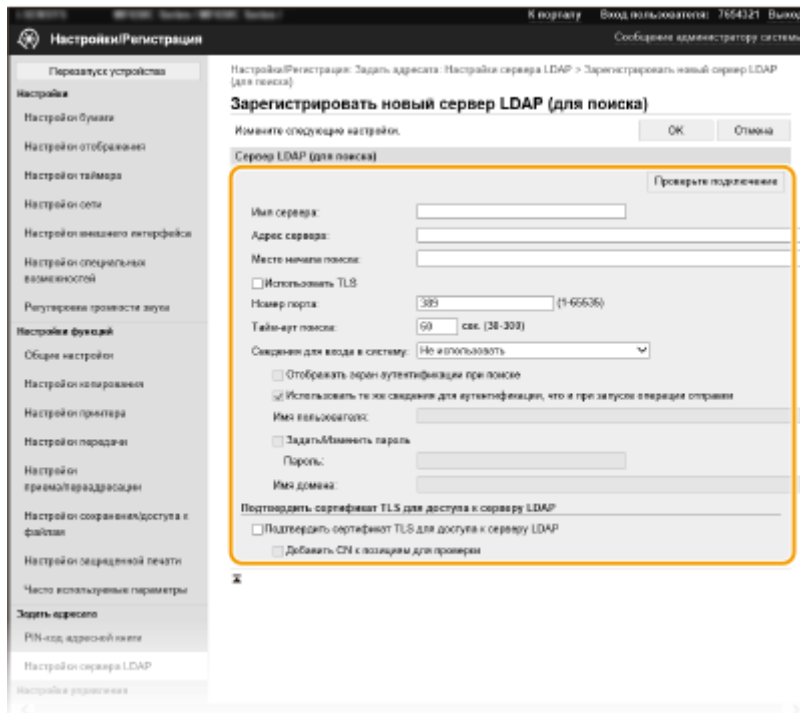 К порталу Вход пользователя: 7654321 Выход
Настройки/Регистрация
Сообщение администратору системы
Перезапуск устройства
Настройки
Настройки бумаги
Настройки отображения
Настройки таймера
Настройки сети
Настройки внешнего интерфейса
Настройки специальных
возможностей
Регулировка громкости звука
Настройки функций
Общие настройки
Настройки копирования
Настройки принтера
Настройки передачи
Настройки
приема/переадресации
Настройки сохранения/доступа к
файлам
Настройки защищенной печати
Часто используемые параметры
Задать адресата
PIN-код адресной книги
Настройки сервера LDAP
Настройки управления
Настройки/Регистрация: Задать адресата: Настройки сервера LDAP > Зарегистрировать новый сервер LDAP
(для поиска)
Зарегистрировать новый сервер LDAP (для поиска)
Измените следующие настройки.
OK Отмена
Сервер LDAP (для поиска)
Проверьте подключение
Имя сервера:
Адрес сервера:
Место начала поиска:
Использовать TLS
Номер порта: 389 (1-65535)
Тайм-аут поиска: 60 сек. (30-300)
Сведения для входа в систему: Не использовать
Отображать экран аутентификации при поиске
Использовать те же сведения для аутентификации, что и при запуске операции отправки
Имя пользователя:
Задать/Изменить пароль
Пароль:
Имя домена:
Подтвердить сертификат TLS для доступа к серверу LDAP
Подтвердить сертификат TLS для доступа к серверу LDAP
Добавить CN к позициям для проверки